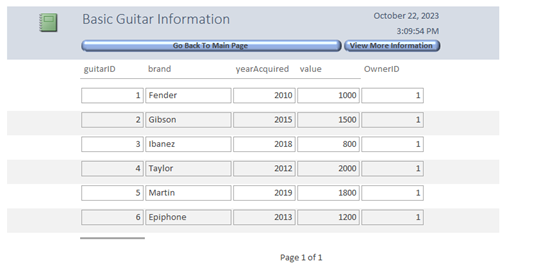 Basic Guitar Information October 22, 2023
3:09:54 PM
Go Back To Main Page View More Information
guitarID brand yearAcquired value OwnerID
1 Fender 2010 1000 1
2 Gibson 2015 1500 1
3 Ibanez 2018 800 1
4 Taylor 2012 2000 1
5 Martin 2019 1800 1
6 Epiphone 2013 1200 1
Page 1 of 1